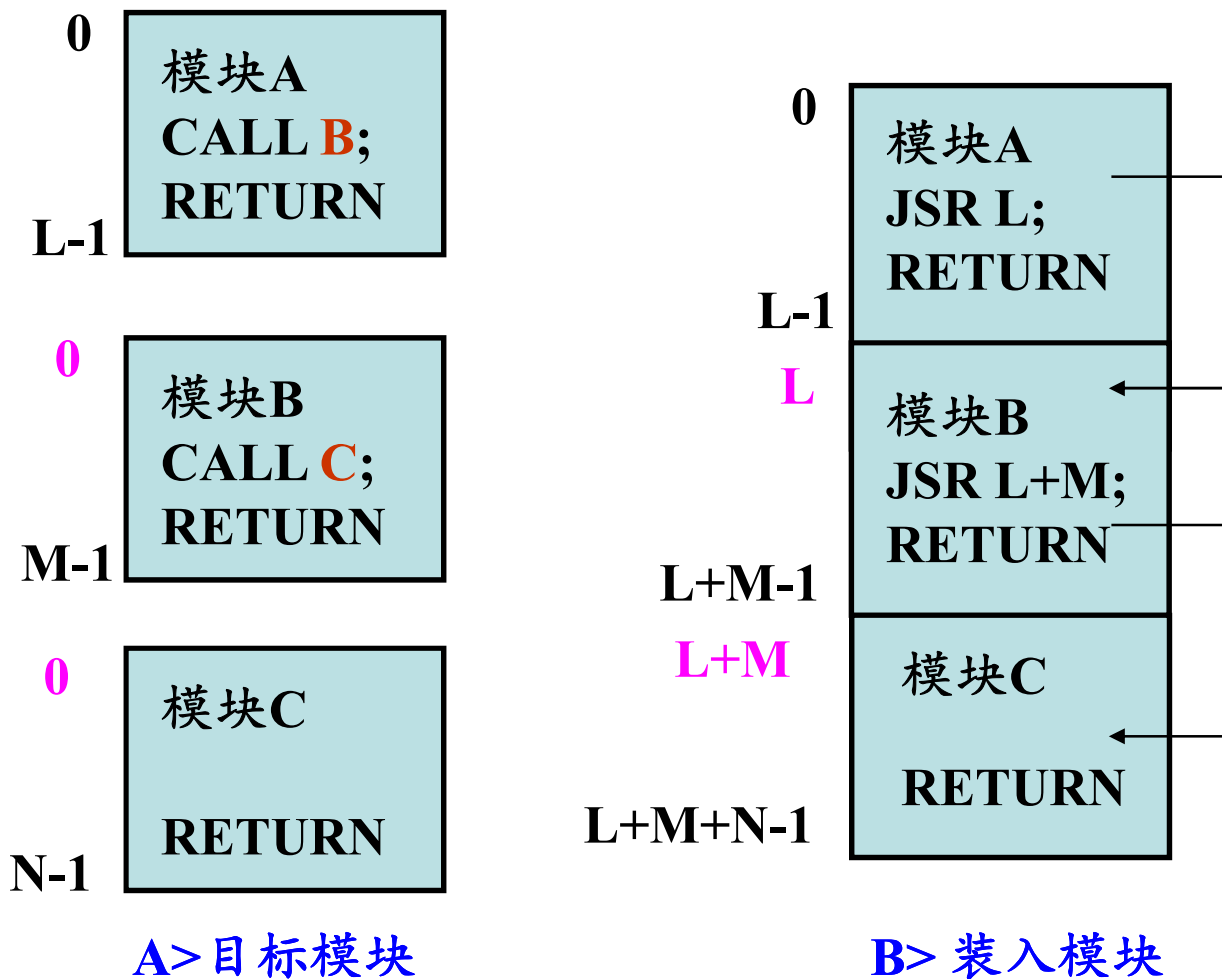 0
模块A
CALL B;
RETURN
L-1
0
模块B
CALL C;
RETURN
M-1
0
模块C
RETURN
N-1
A>目标模块
0
模块A
JSR L;
RETURN
L-1
L
模块B
JSR L+M;
RETURN
L+M-1
L+M
模块C
RETURN
L+M+N-1
B> 装入模块